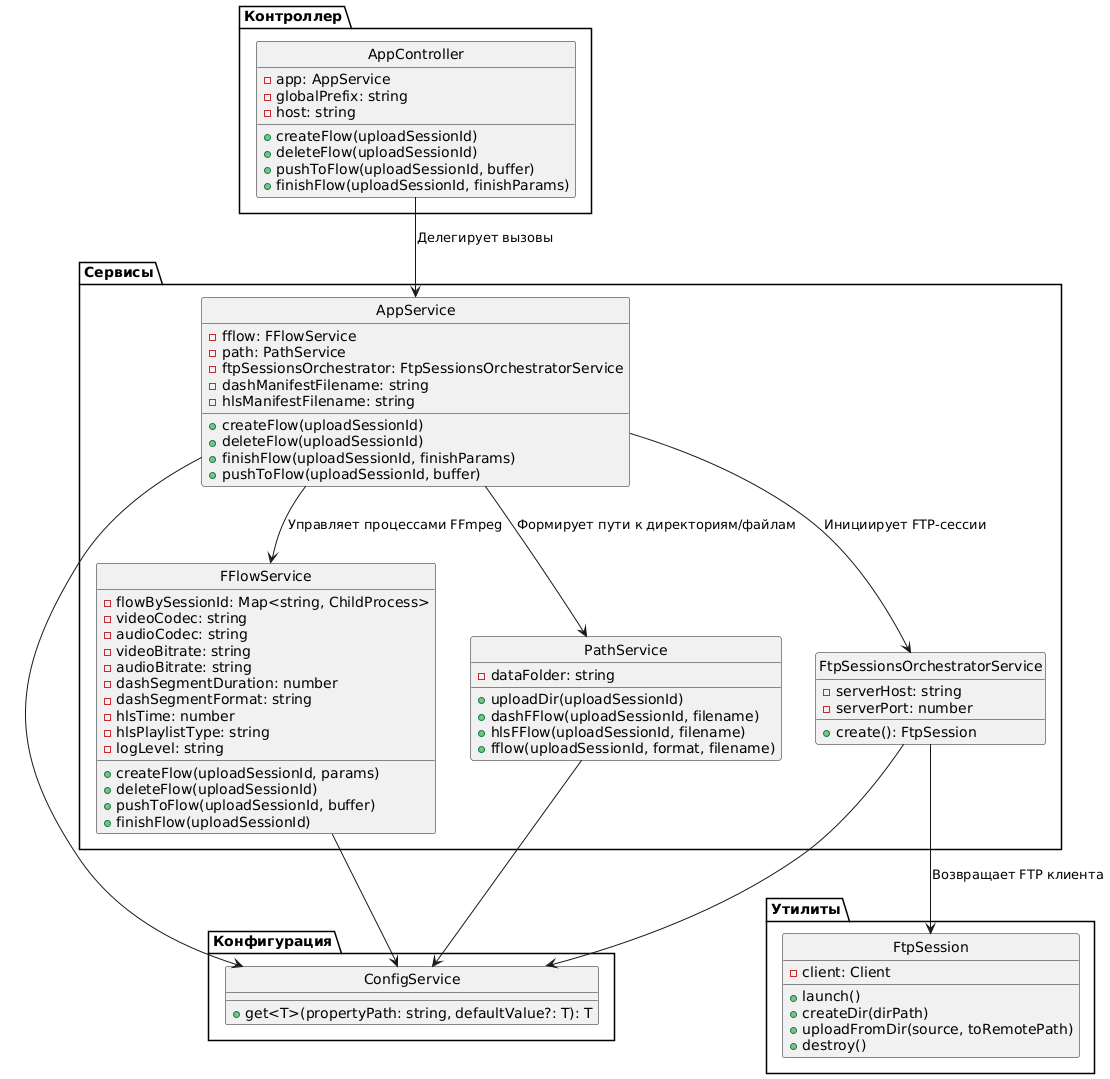 Контроллер
AppController
app: AppService
globalPrefix: string
host: string
createFlow(uploadSessionId)
deleteFlow(uploadSessionId)
pushToFlow(uploadSessionId, buffer)
finishFlow(uploadSessionId, finishParams)
Делегирует вызовы
Сервисы
AppService
fflow: FFlowService
path: PathService
ftpSessionsOrchestrator: FtpSessionsOrchestratorService
dashManifestFilename: string
hlsManifestFilename: string
createFlow(uploadSessionId)
deleteFlow(uploadSessionId)
finishFlow(uploadSessionId, finishParams)
pushToFlow(uploadSessionId, buffer)
Управляет процессами FFmpeg
Формирует пути к директориям/файлам
Инициирует FTP-сессии
FFlowService
flowBySessionId: Map<string, ChildProcess>
videoCodec: string
audioCodec: string
videoBitrate: string
audioBitrate: string
dashSegmentDuration: number
dashSegmentFormat: string
hlsTime: number
hlsPlaylistType: string
logLevel: string
createFlow(uploadSessionId, params)
deleteFlow(uploadSessionId)
pushToFlow(uploadSessionId, buffer)
finishFlow(uploadSessionId)
PathService
dataFolder: string
uploadDir(uploadSessionId)
dashFFlow(uploadSessionId, filename)
hlsFFlow(uploadSessionId, filename)
fflow(uploadSessionId, format, filename)
FtpSessionsOrchestratorService
serverHost: string
serverPort: number
create(): FtpSession
Возвращает FTP клиента
Конфигурация
ConfigService
get<T>(propertyPath: string, defaultValue?: T): T
Утилиты
FtpSession
client: Client
launch()
createDir(dirPath)
uploadFromDir(source, toRemotePath)
destroy()